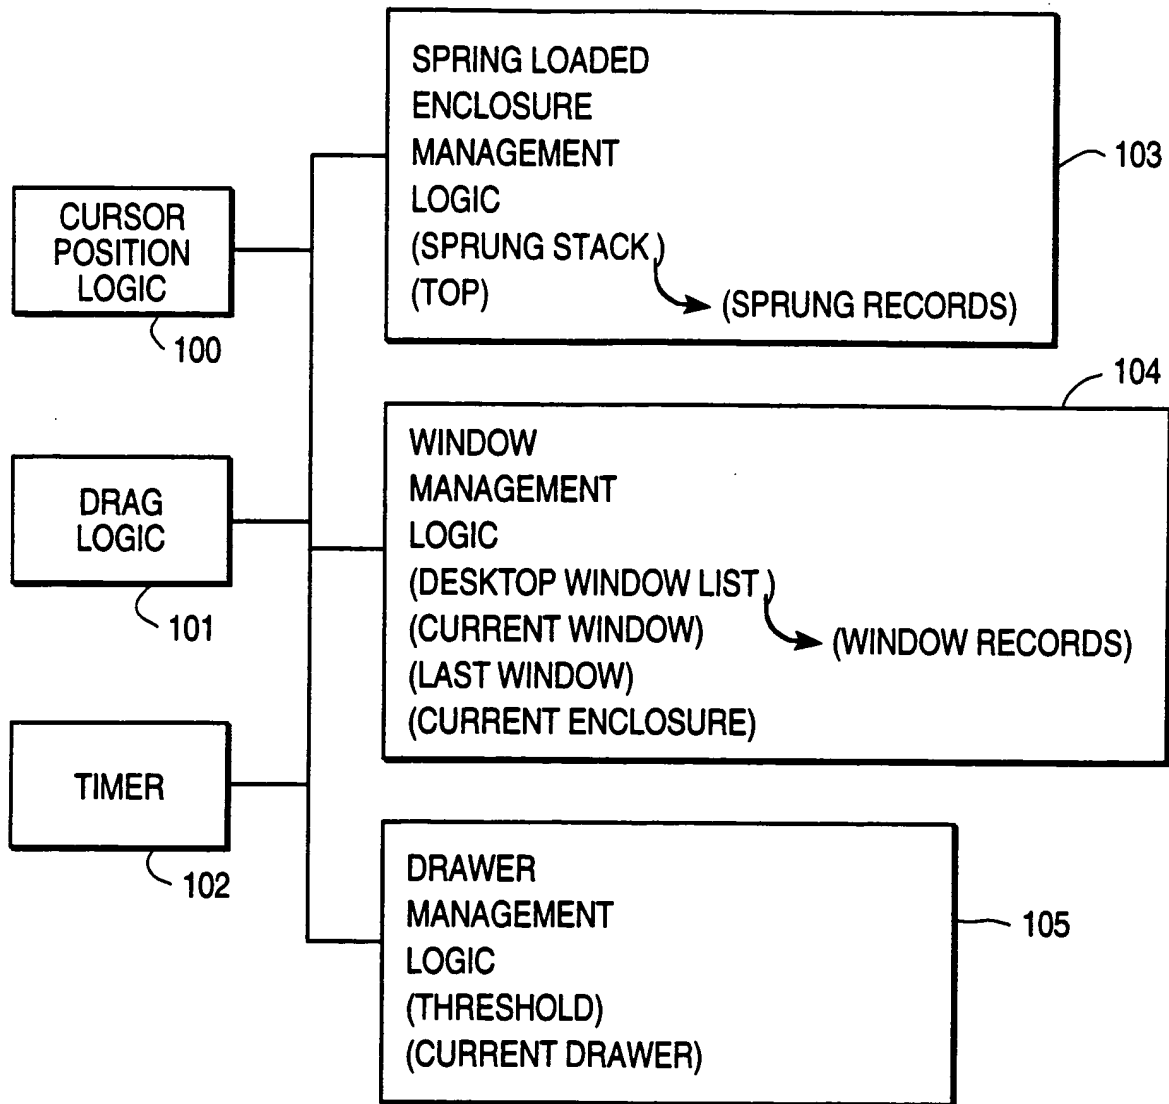 CURSOR
POSITION
LOGIC
100
DRAG
LOGIC
101
TIMER
102
SPRING LOADED
ENCLOSURE
MANAGEMENT
LOGIC
(SPRUNG STACK )
(TOP)
(SPRUNG RECORDS)
103
104
WINDOW
MANAGEMENT
LOGIC
(DESKTOP WINDOW LIST )
(CURRENT WINDOW)
(WINDOW RECORDS)
(LAST WINDOW)
(CURRENT ENCLOSURE)
DRAWER
MANAGEMENT
LOGIC
(THRESHOLD)
(CURRENT DRAWER)
105